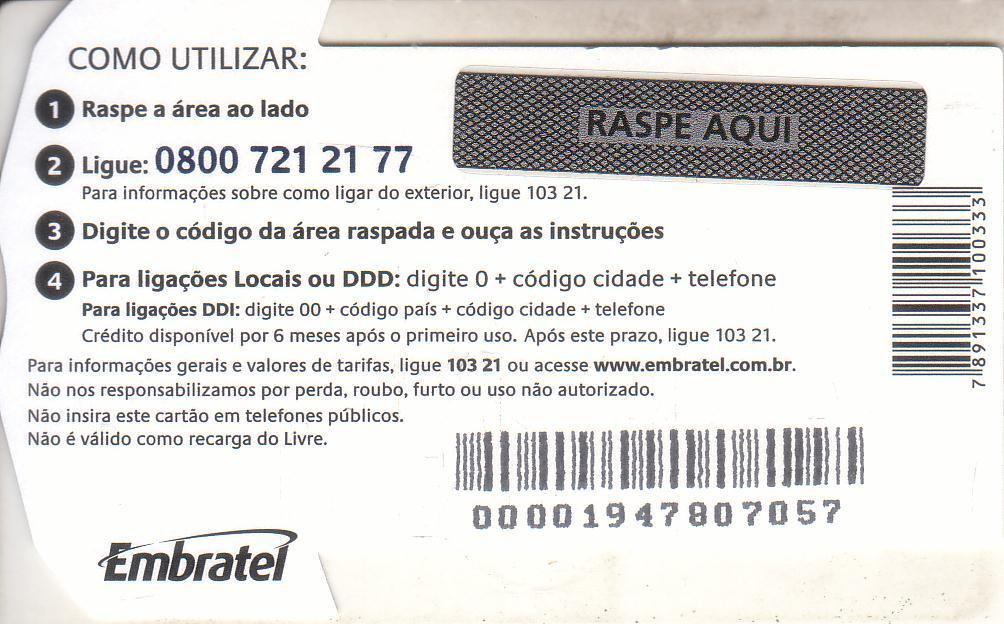 COMO UTILIZAR:
RASPE AQUI
1 Raspe a área ao lado
2 Ligue: 0800 721 21 77
Para informações sobre como ligar do exterior, ligue 103 21.
3 Digite o código da área raspada e ouça as instruções
4 Para ligações Locais ou DDD: digite 0 + código cidade + telefone
Para ligações DDI: digite 00 + código país + código cidade + telefone
Crédito disponível por 6 meses após o primeiro uso. Após este prazo, ligue 103 21.
Para informações gerais e valores de tarifas, ligue 103 21 ou acesse www.embratel.com.br.
Não nos responsabilizamos por perda, roubo, furto ou uso não autorizado.
Não insira este cartão em telefones públicos.
Não é válido como recarga do Livre.
7891337100333
00001947807057
Embratel